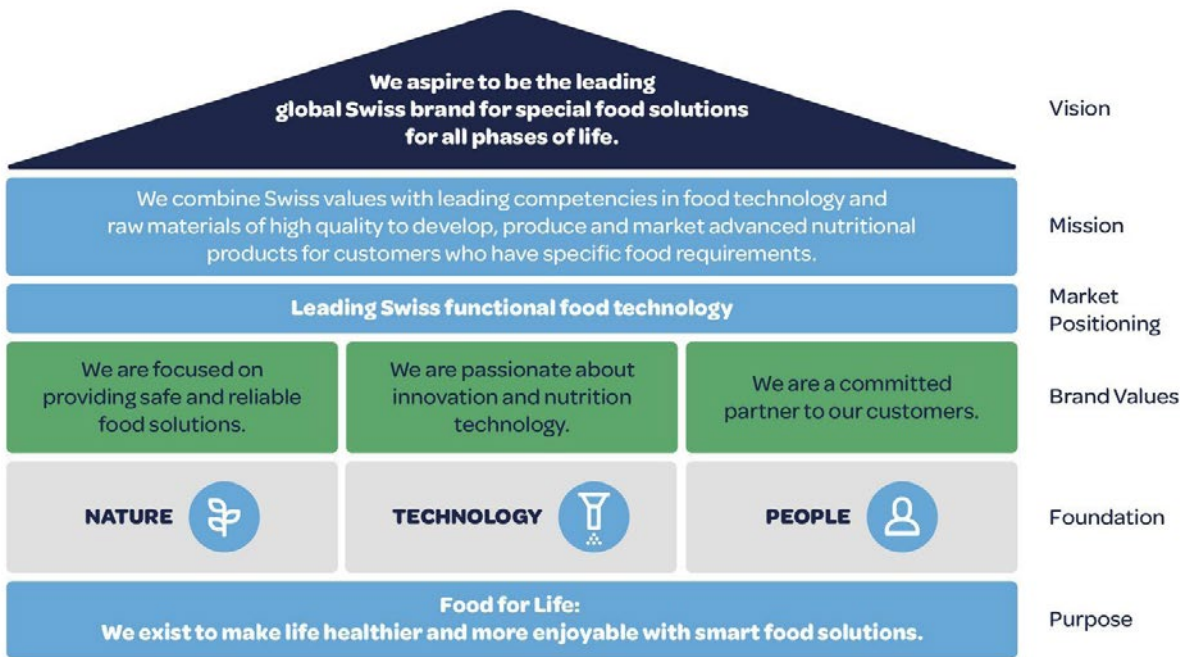 We aspire to be the leading
global Swiss brand for special food solutions
for all phases of life.
Vision
We combine Swiss values with leading competencies in food technology and
raw materials of high quality to develop, produce and market advanced nutritional
products for customers who have specific food requirements.
Mission
Leading Swiss functional food technology
Market
Positioning
We are focused on
providing safe and reliable
food solutions.
We are passionate about
innovation and nutrition
technology.
We are a committed
partner to our customers.
Brand Values
NATURE
TECHNOLOGY
PEOPLE
Foundation
Food for Life:
We exist to make life healthier and more enjoyable with smart food solutions.
Purpose